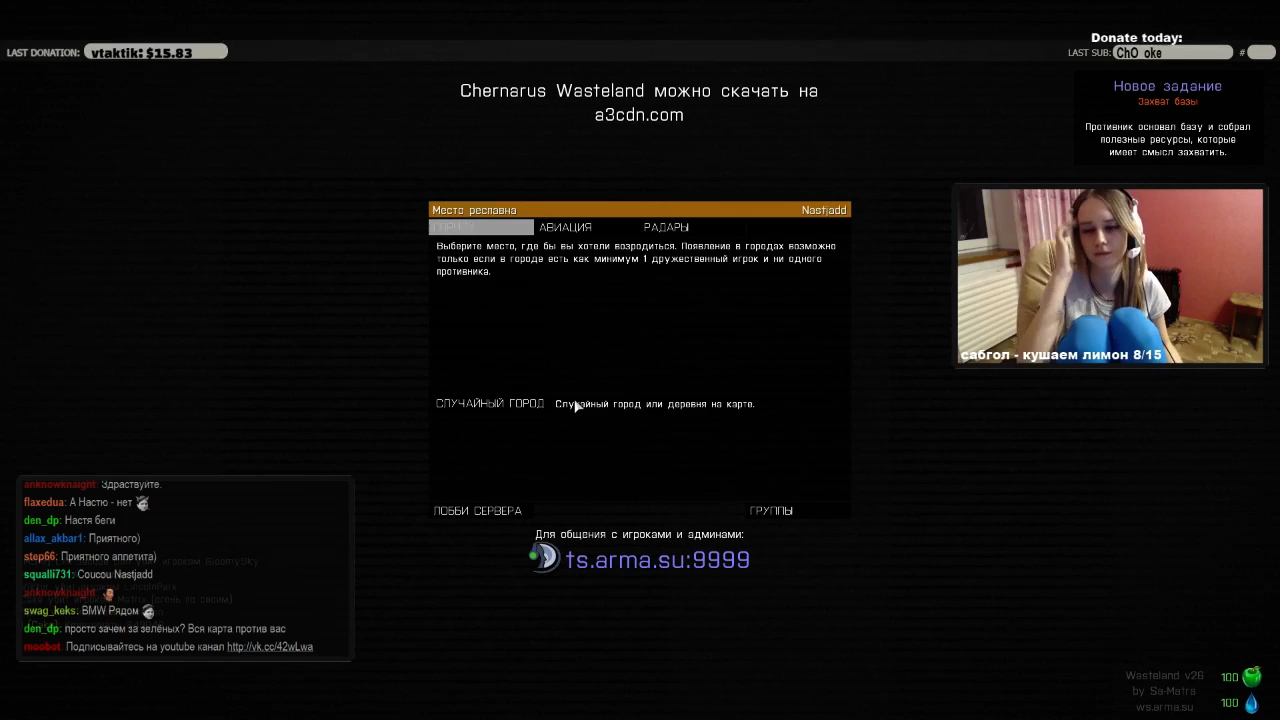 Donate today:
LAST DONATION: vtaktik: $15.83
LAST SUB: ChO oke #
Chernarus Wasteland можно скачать на
a3cdn.com
Новое задание
Захват базы
Противник основал базу и собрал
полезные ресурсы, которые
имеет смысл захватить.
Место респавна Nastjadd
АВИАЦИЯ РАДАРЫ
Выберите место, где бы вы хотели возродиться. Появление в городах возможно
только если в городе есть как минимум 1 дружественный игрок и ни одного
противника.
сабгол - кушаем лимон 8/15
СЛУЧАЙНЫЙ ГОРОД Случайный город или деревня на карте.
ЛОББИ СЕРВЕРА ГРУППЫ
Для общения с игроками и админами:
ts.arma.su:9999
anknowknaight: Здраствуите.
flaxedua: А Настю - нет
den_dp: Настя беги
allax_akbar1: Приятного)
step66: Приятного аппетита)
squalli731: Coucou Nastjadd
anknowknaight:
swag_keks: BMW Рядом
den_dp: просто зачем за зелёных? Вся карта против вас
moobot: Подписывайтесь на youtube канал http://vk.cc/42wLwa
Wasteland v26
by Sa-Matra
ws.arma.su
100
100